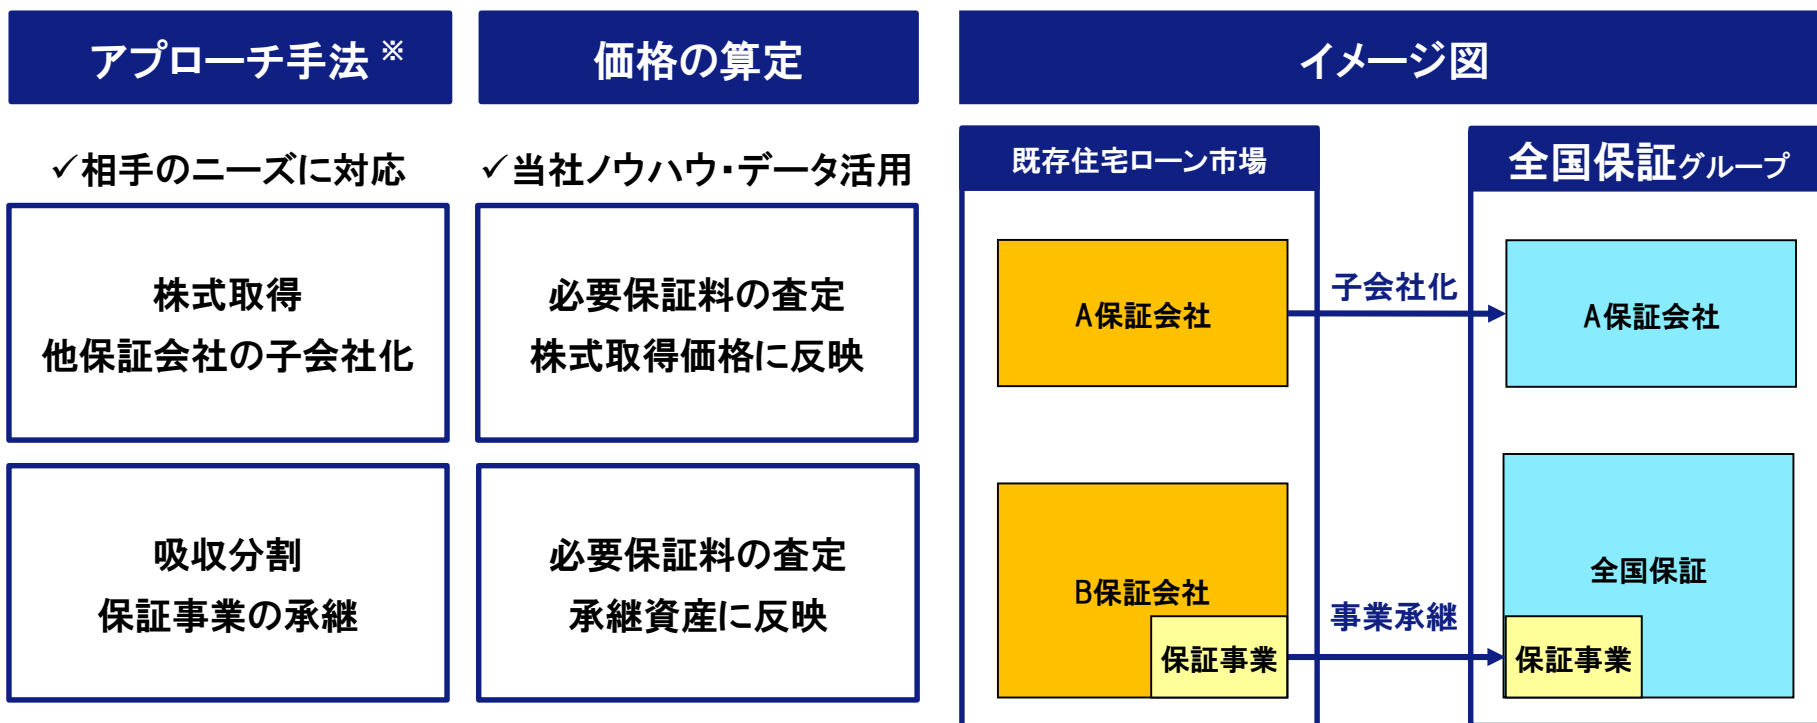 アプローチ手法 ※
価格の算定
イメージ図
✓相手のニーズに対応
✓当社ノウハウ・データ活用
既存住宅ローン市場
全国保証グループ
株式取得
他保証会社の子会社化
必要保証料の査定
株式取得価格に反映
A保証会社
子会社化
A保証会社
吸収分割
保証事業の承継
必要保証料の査定
承継資産に反映
B保証会社
保証事業
事業承継
全国保証
保証事業